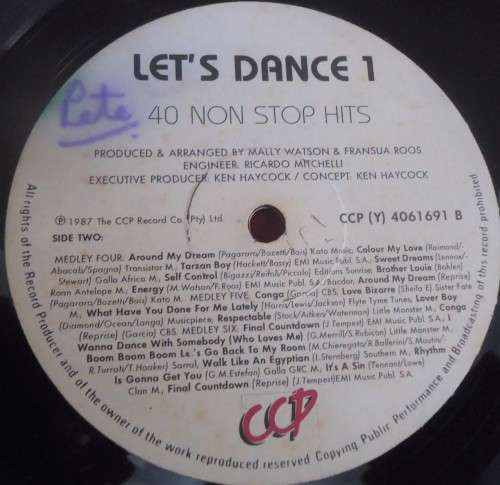 LET'S DANCE 1
Pete
40 NON STOP HITS
PRODUCED & ARRANGED BY MALLY WATSON & FRANSUA ROOS
ENGINEER. RICARDO MITCHELLI
EXECUTIVE PRODUCER. KEN HAYCOCK / CONCEPT. KEN HAYCOCK
℗ 1987 The CCP Record Co (Pty) Ltd.
CCP (Y) 4061691 B
SIDE TWO:
MEDLEY FOUR. Around My Dream (Pagararo/Bozetti/Bais) Kato Music, Colour My Love (Raimond/
Abacab/Spagna) Transistor M., Tarzan Boy (Hackett/Bassy) EMI Music Publ. S.A., Sweet Dreams (Lennox/
Stewart) Gallo Africa M., Self Control (Bigazzi/Reifoli/Piccolo) Editions Sunrise, Brother Louie (Bohlen)
Roan Antelope M., Energy (M.Watson/F.Roos) EMI Music Publ. S.A./Baadar, Around My Dream (Reprise)
(Pagararo/Bozetti/Bais) Kato M. MEDLEY FIVE. Conga (Garcia) CBS, Love Bizarre (Sheila E) Sister Fate
M., What Have You Done For Me Lately (Harris/Lewis/Jackson) Flyte Tyme Tunes, Lover Boy
(Diamond/Ocean/Lange) Musicpiece, Respectable (Stock/Aitken/Waterman) Little Monster M., Conga
(Reprise) (Garcia) CBS. MEDLEY SIX. Final Countdown (J.Tempest) EMI Music Publ. S.A., I
Wanna Dance With Somebody (Who Loves Me) (G.Merrill/S.Rubican) Little Monster M.,
Boom Boom Boom Le.'s Go Back To My Room (M.Chieregato/R.Ballerini/S.Moutin/
R.Turrati/T.Hooker) Sarral, Walk Like An Egyptian (L.Sternberg) Southern M., Rhythm
Is Gonna Get You (G.M.Estefan) Gallo GRC M., It's A Sin (Tennant/Lowe)
Clan M., Final Countdown (Reprise) (J.Tempest)EMI Music Publ. S.A.
CCP
All rights of the Record Producer and of the owner of the work reproduced reserved Copying Public Performance and Broadcasting of this record prohibited